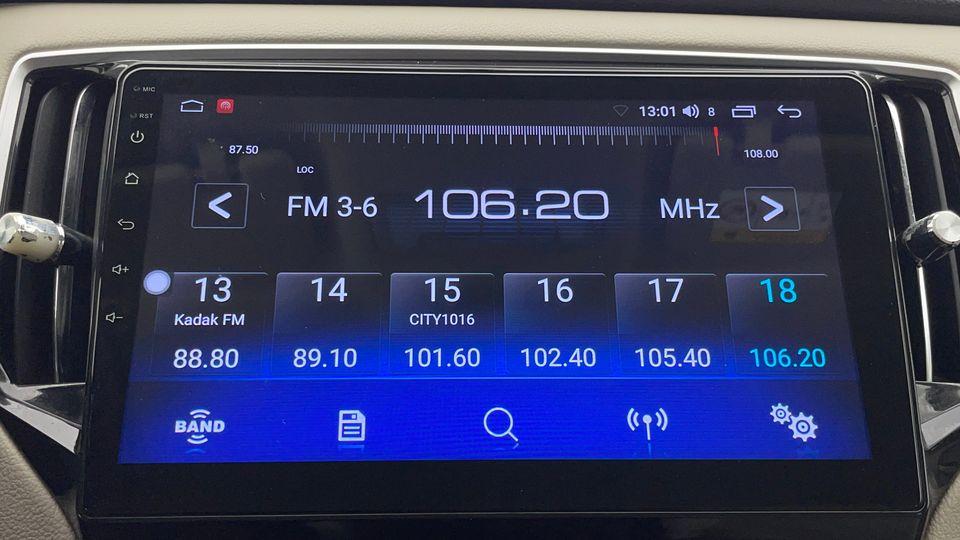 MIC
13:01 8
RST
87.50 108.00
LOC
FM 3-6 106.20 MHz
13 14 15 16 17 18
Kadak FM CITY1016
88.80 89.10 101.60 102.40 105.40 106.20
BAND